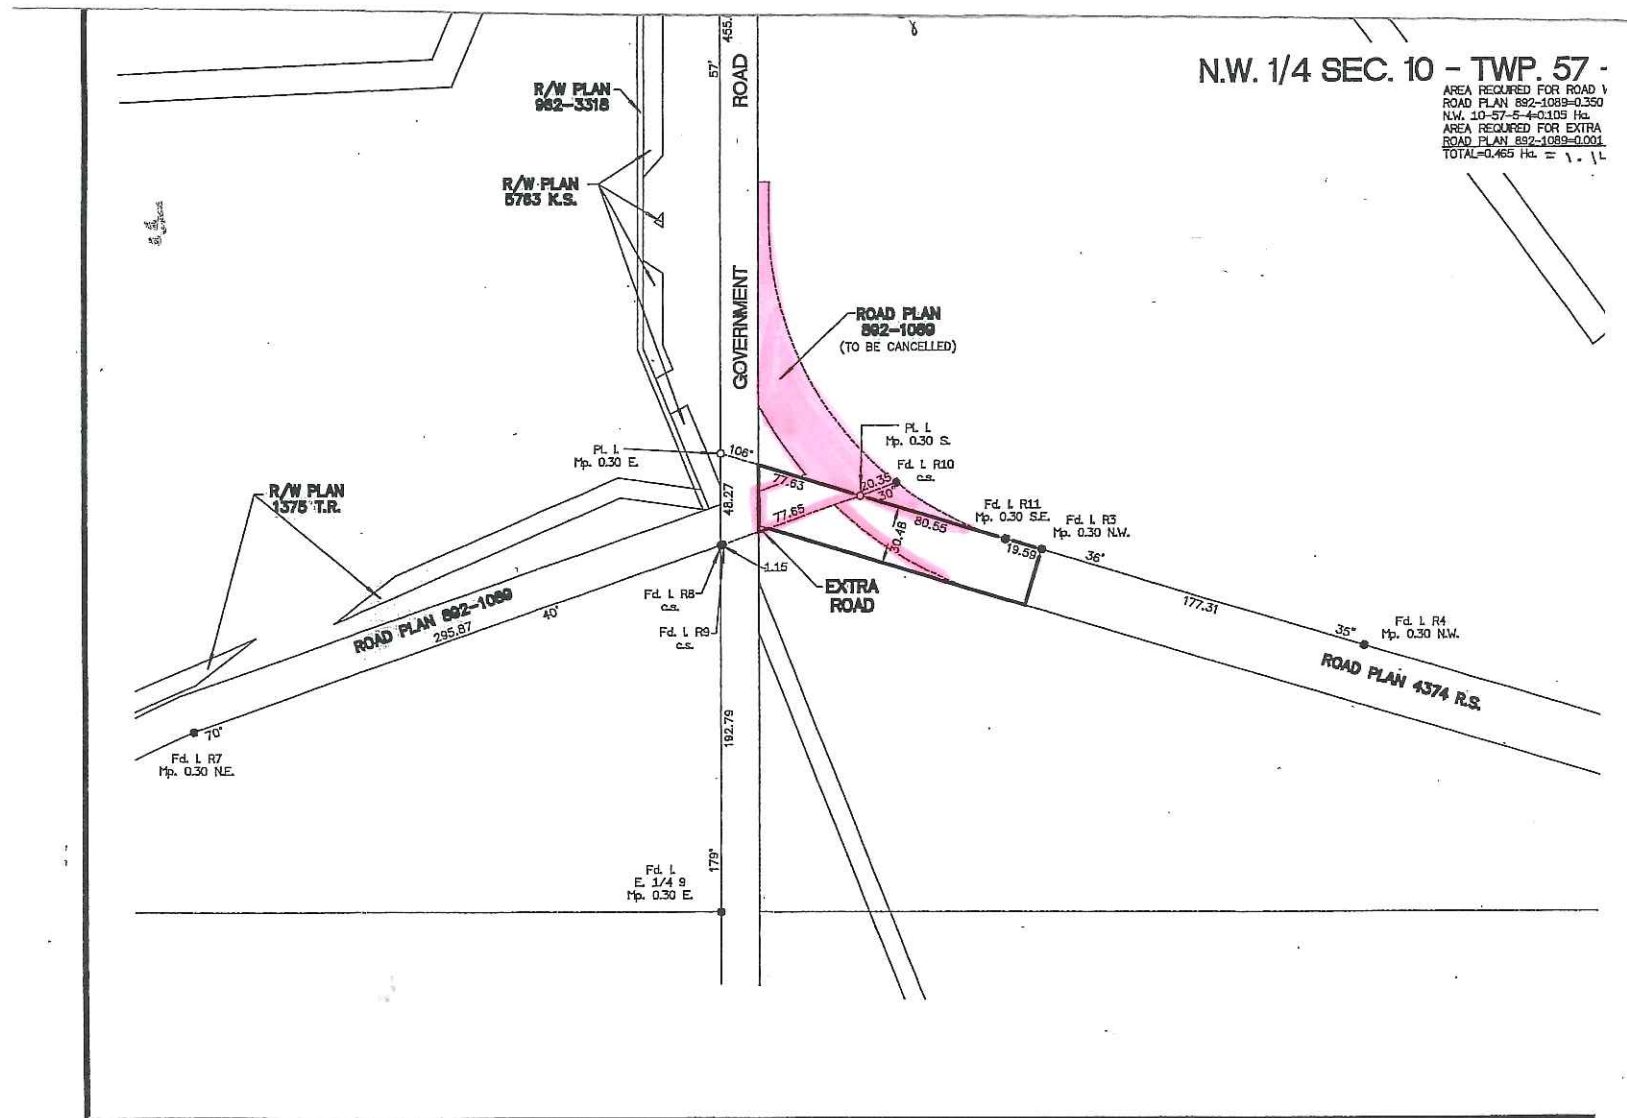 N.W. 1/4 SEC. 10 - TWP. 57 -
AREA REQUIRED FOR ROAD
ROAD PLAN 892-1089=0.350
N.W. 10-57-5-4=0.105 Ha.
AREA REQUIRED FOR EXTRA
ROAD PLAN 892-1089=0.001
TOTAL=0.465 Ha. = 1.1
455.
57'
ROAD
GOVERNMENT
R/W PLAN
982-3318
R/W PLAN
5763 K.S.
ROAD PLAN
892-1089
(TO BE CANCELLED)
Pl. I.
Mp. 0.30 S.
Pl. I.
Mp. 0.30 E.
106°
Fd. I. R10
c.s.
20.35
30°
77.63
77.65
48.27
R/W PLAN
1375 T.R.
Fd. I. R11
Mp. 0.30 S.E.
Fd. I. R3
Mp. 0.30 N.W.
80.55
30.48
19.59
36°
1.15
EXTRA
ROAD
Fd. I. R8
c.s.
Fd. I. R9
c.s.
ROAD PLAN 892-1089
295.87
40'
177.31
35°
Fd. I. R4
Mp. 0.30 N.W.
ROAD PLAN 4374 R.S.
70°
Fd. I. R7
Mp. 0.30 N.E.
192.79
179°
Fd. I.
E. 1/4 9
Mp. 0.30 E.